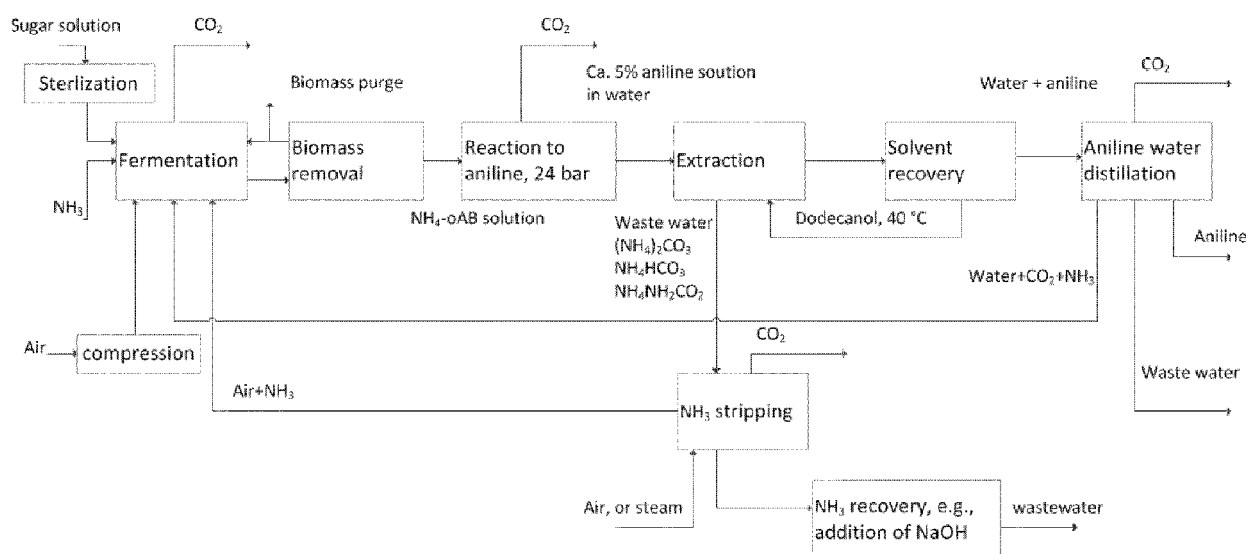 Sugar solution
CO2
CO2
Ca. 5% aniline soution
in water
Water + aniline
CO2
Sterlization
Biomass purge
Fermentation
Biomass
removal
Reaction to
aniline, 24 bar
Extraction
Solvent
recovery
Aniline water
distillation
NH3
NH4-oAB solution
Waste water
(NH4)2CO3
NH4HCO3
NH4NH2CO2
Dodecanol, 40 °C
Aniline
Water+CO2+NH3
Air
compression
CO2
Waste water
Air+NH3
NH3 stripping
Air, or steam
NH3 recovery, e.g.,
addition of NaOH
wastewater